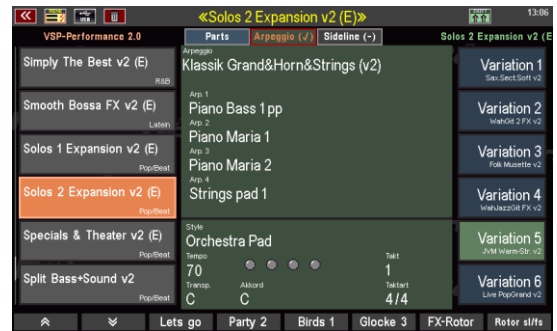 «Solos 2 Expansion v2 (E)»
13:06
VSP-Performance 2.0
Parts
Arpeggio (√)
Sideline (-)
Solos 2 Expansion v2 (E
Simply The Best v2 (E)
R&B
Smooth Bossa FX v2 (E)
Latein
Solos 1 Expansion v2 (E)
Pop/Beat
Solos 2 Expansion v2 (E)
Pop/Beat
Specials & Theater v2 (E)
Pop/Beat
Split Bass+Sound v2
Pop/Beat
Arpeggio
Klassik Grand&Horn&Strings (v2)
Arp. 1
Piano Bass 1pp
Arp. 2
Piano Maria 1
Arp. 3
Piano Maria 2
Arp. 4
Strings pad 1
Style
Orchestra Pad
Tempo
70
Takt
1
Transp.
C
Akkord
C
Taktart
4/4
Variation 1
Sax.Sect.Soft v2
Variation 2
WahGit 2 FX v2
Variation 3
Folk Musette v2
Variation 4
WahJazzGit FX v2
Variation 5
JVM Warm-Str. v2
Variation 6
Live PopGrand v2
Lets go
Party 2
Birds 1
Glocke 3
FX-Rotor
Rotor sl/fs